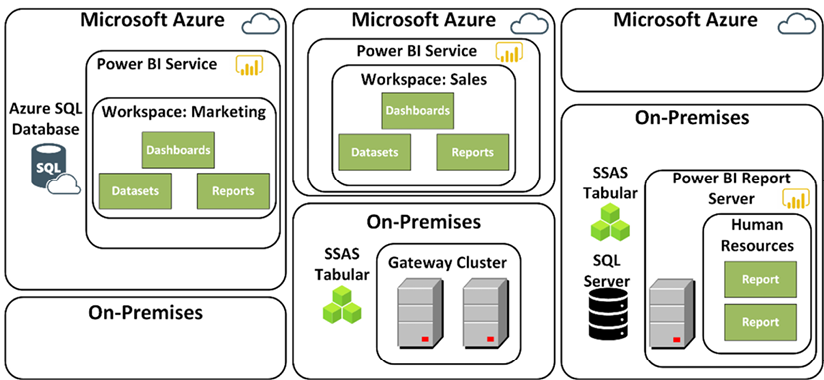 Microsoft Azure
Power BI Service
Azure SQL
Database
SQL
Workspace: Marketing
Dashboards
Datasets
Reports
On-Premises
Microsoft Azure
Power BI Service
Workspace: Sales
Dashboards
Datasets
Reports
On-Premises
SSAS
Tabular
Gateway Cluster
Microsoft Azure
On-Premises
SSAS
Tabular
SQL
Server
Power BI Report
Server
Human
Resources
Report
Report